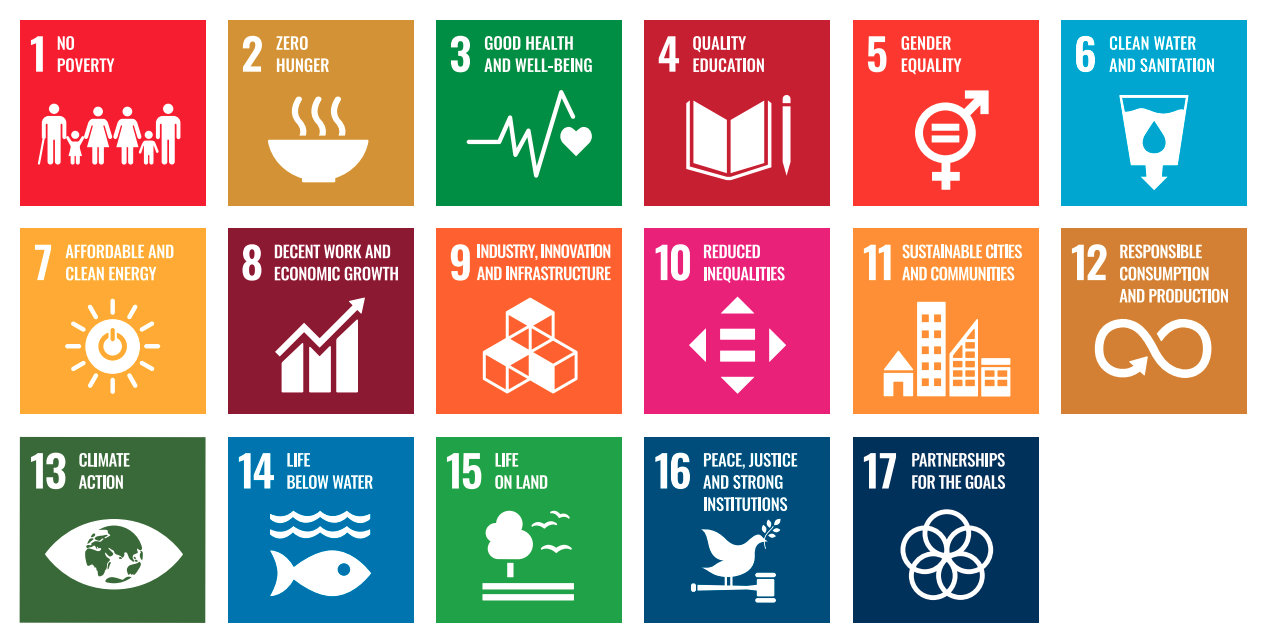 1 NO
POVERTY
2 ZERO
HUNGER
3 GOOD HEALTH
AND WELL-BEING
4 QUALITY
EDUCATION
5 GENDER
EQUALITY
6 CLEAN WATER
AND SANITATION
7 AFFORDABLE AND
CLEAN ENERGY
8 DECENT WORK AND
ECONOMIC GROWTH
9 INDUSTRY, INNOVATION
AND INFRASTRUCTURE
10 REDUCED
INEQUALITIES
11 SUSTAINABLE CITIES
AND COMMUNITIES
12 RESPONSIBLE
CONSUMPTION
AND PRODUCTION
13 CLIMATE
ACTION
14 LIFE
BELOW WATER
15 LIFE
ON LAND
16 PEACE, JUSTICE
AND STRONG
INSTITUTIONS
17 PARTNERSHIPS
FOR THE GOALS